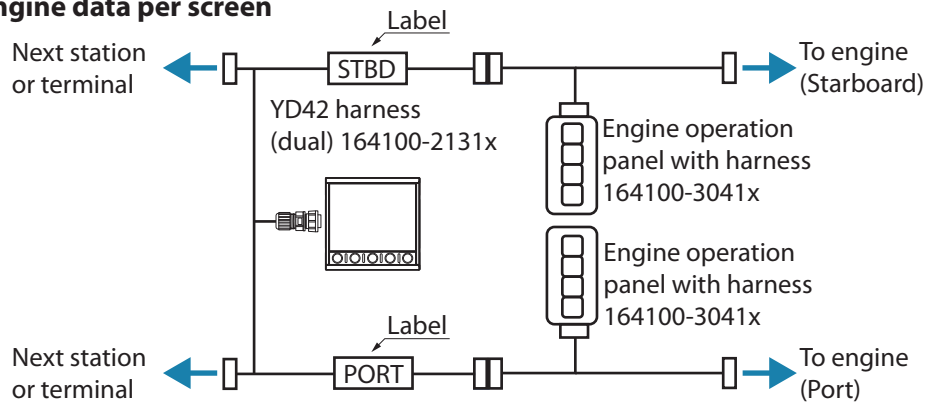 ngine data per screen
Label
Next station
or terminal
STBD
To engine
(Starboard)
YD42 harness
(dual) 164100-2131x
Engine operation
panel with harness
164100-3041x
Engine operation
panel with harness
164100-3041x
Label
Next station
or terminal
PORT
To engine
(Port)